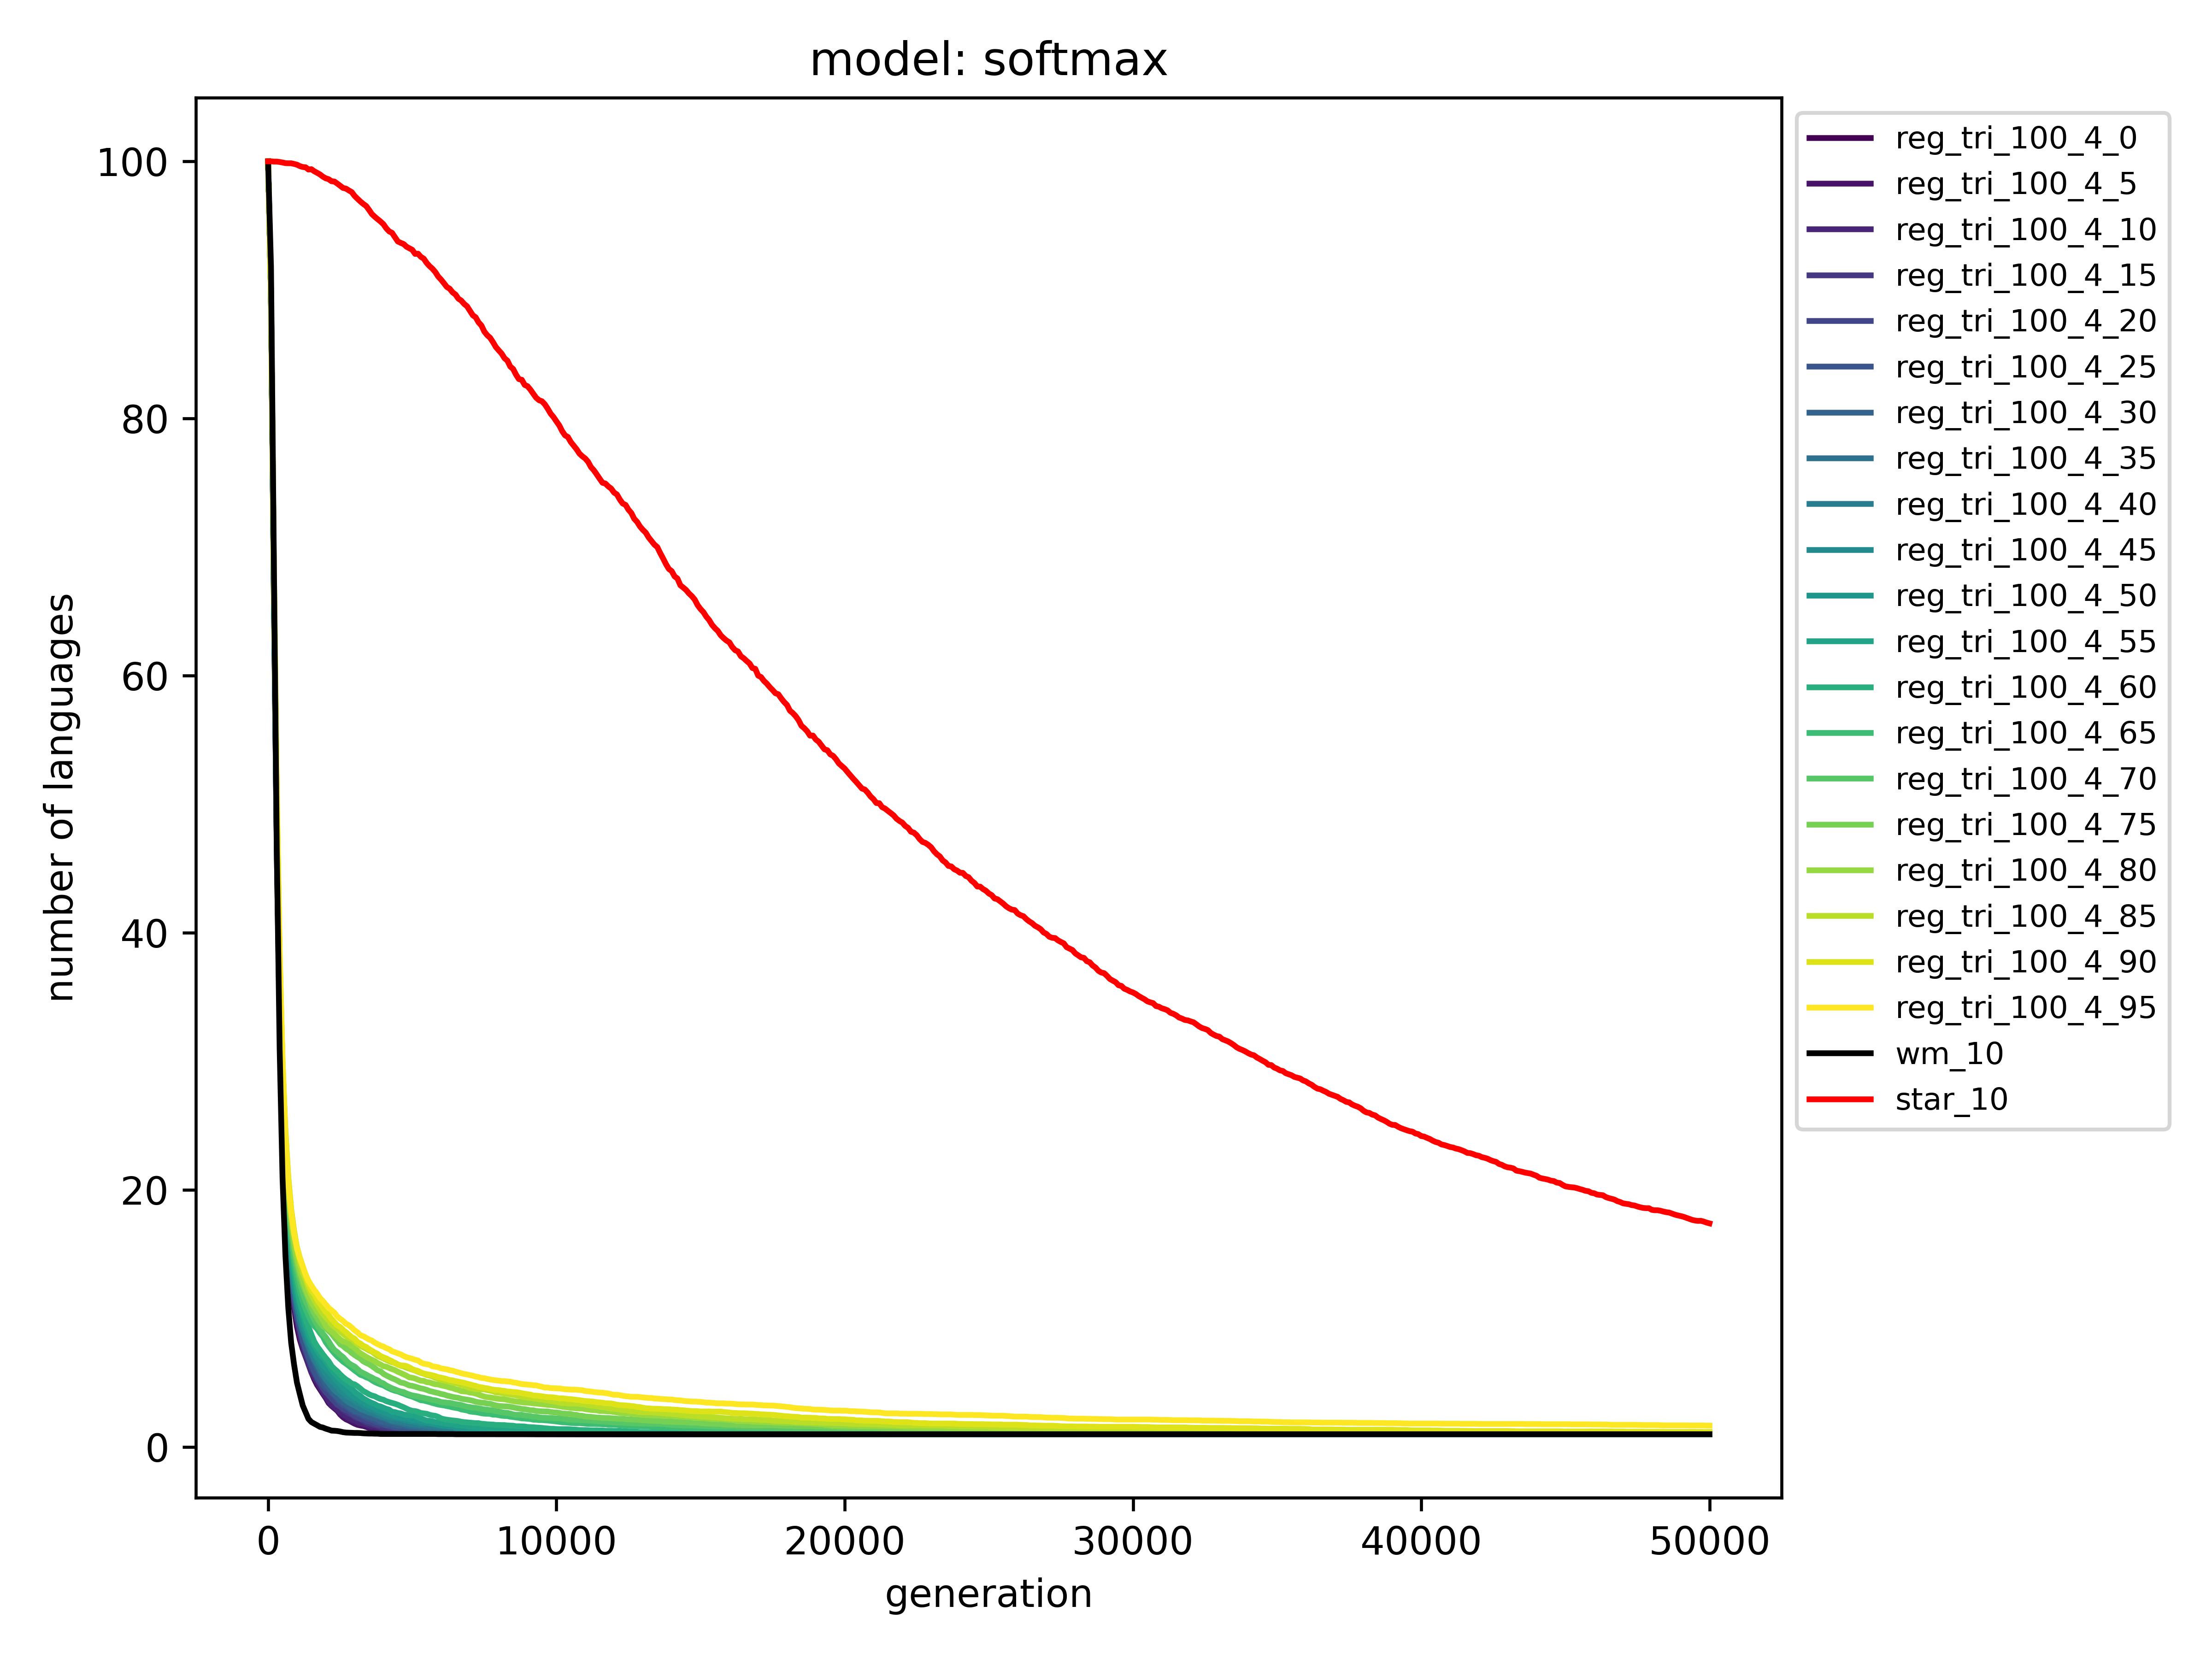 model: softmax
number of languages
100
80
60
40
20
0
0 10000 20000 30000 40000 50000
generation
reg_tri_100_4_0
reg_tri_100_4_5
reg_tri_100_4_10
reg_tri_100_4_15
reg_tri_100_4_20
reg_tri_100_4_25
reg_tri_100_4_30
reg_tri_100_4_35
reg_tri_100_4_40
reg_tri_100_4_45
reg_tri_100_4_50
reg_tri_100_4_55
reg_tri_100_4_60
reg_tri_100_4_65
reg_tri_100_4_70
reg_tri_100_4_75
reg_tri_100_4_80
reg_tri_100_4_85
reg_tri_100_4_90
reg_tri_100_4_95
wm_10
star_10